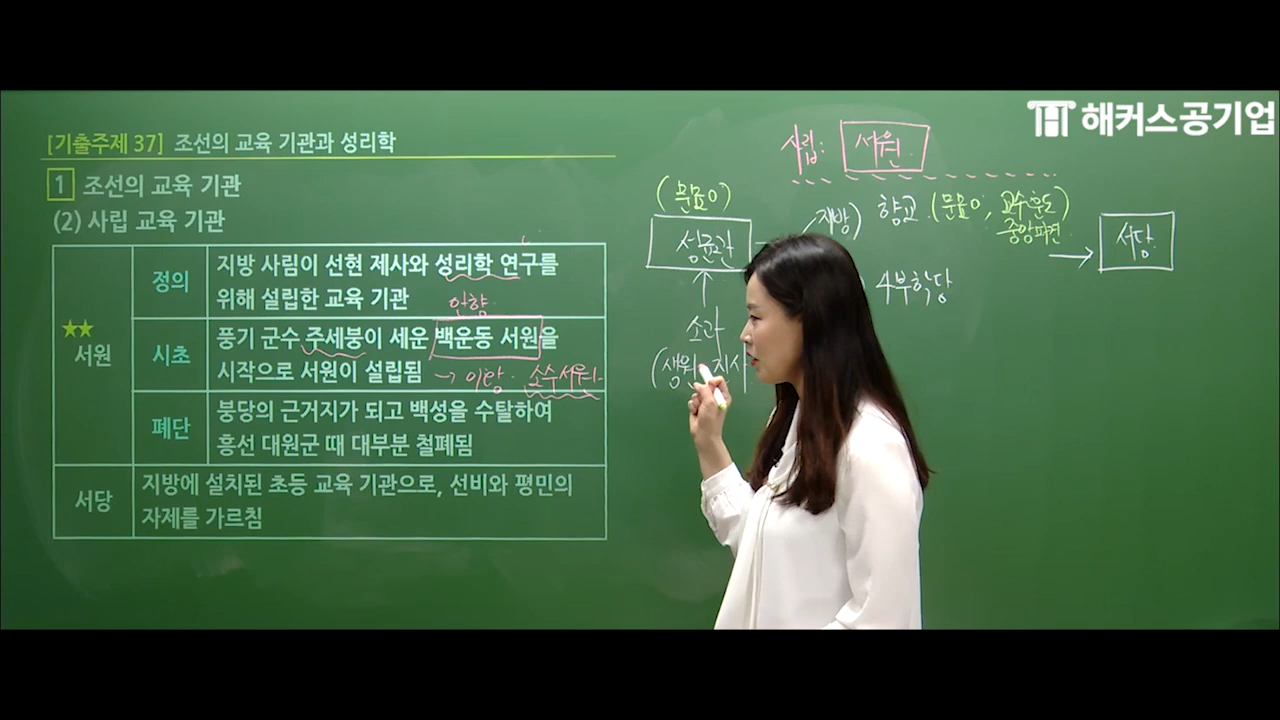 해커스공기업
[기출주제 37] 조선의 교육 기관과 성리학
1 조선의 교육 기관
(2) 사립 교육 기관
★★
서원
정의
지방 사림이 선현 제사와 성리학 연구를
위해 설립한 교육 기관
안향
시초
풍기 군수 주세붕이 세운 백운동 서원을
시작으로 서원이 설립됨
→ 이황 · 소수서원
폐단
붕당의 근거지가 되고 백성을 수탈하여
흥선 대원군 때 대부분 철폐됨
서당
지방에 설치된 초등 교육 기관으로, 선비와 평민의
자제를 가르침
사립: 서원
(문묘O)
성균관
지방) 향교 (문묘O, 교수·훈도)
중앙파견
→ 서당
4부학당
↑
소과
(생원